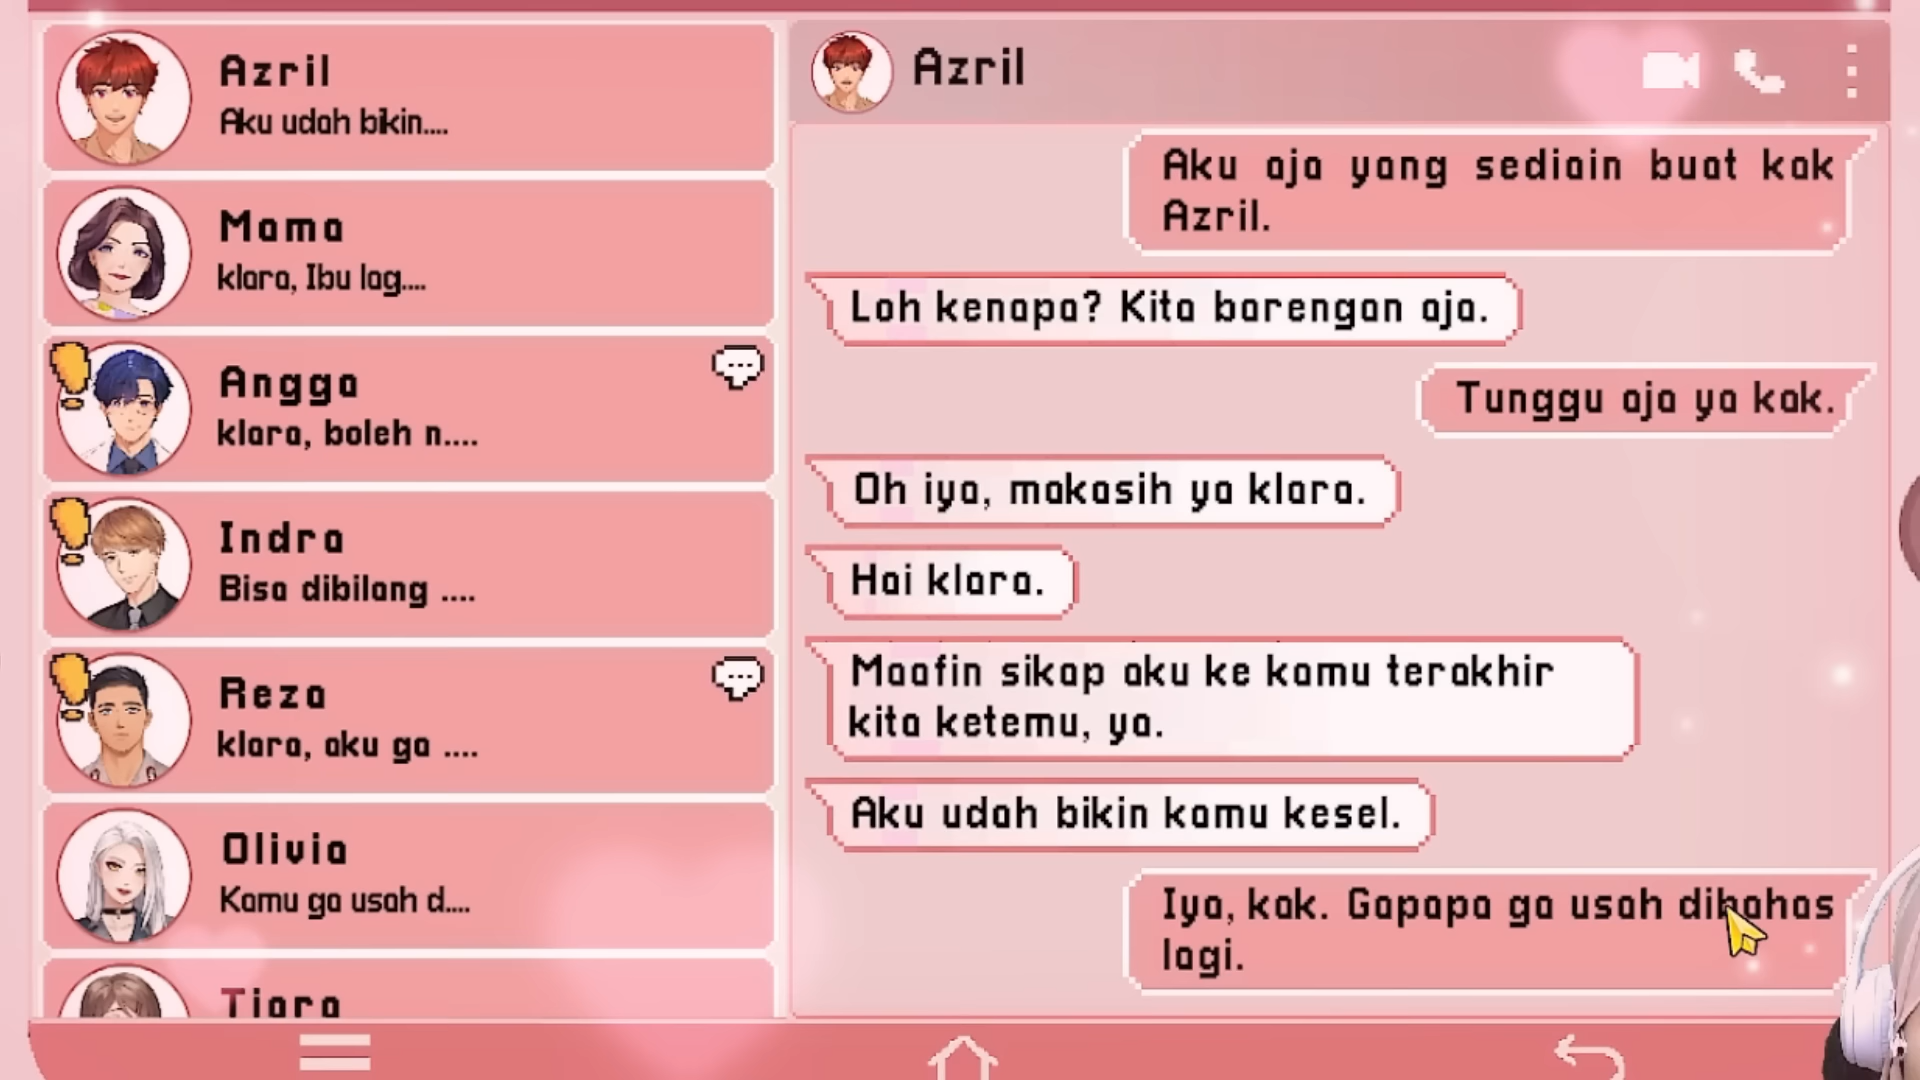 Azril
Aku udah bikin....
Mama
klara, Ibu lag....
Angga
klara, boleh n....
Indra
Bisa dibilang ....
Reza
klara, aku ga ....
Olivia
Kamu ga usah d....
Tiara
Azril
Aku aja yang sediain buat kak
Azril.
Loh kenapa? Kita barengan aja.
Tunggu aja ya kak.
Oh iya, makasih ya klara.
Hai klara.
Maafin sikap aku ke kamu terakhir
kita ketemu, ya.
Aku udah bikin kamu kesel.
Iya, kak. Gapapa ga usah dibahas
lagi.